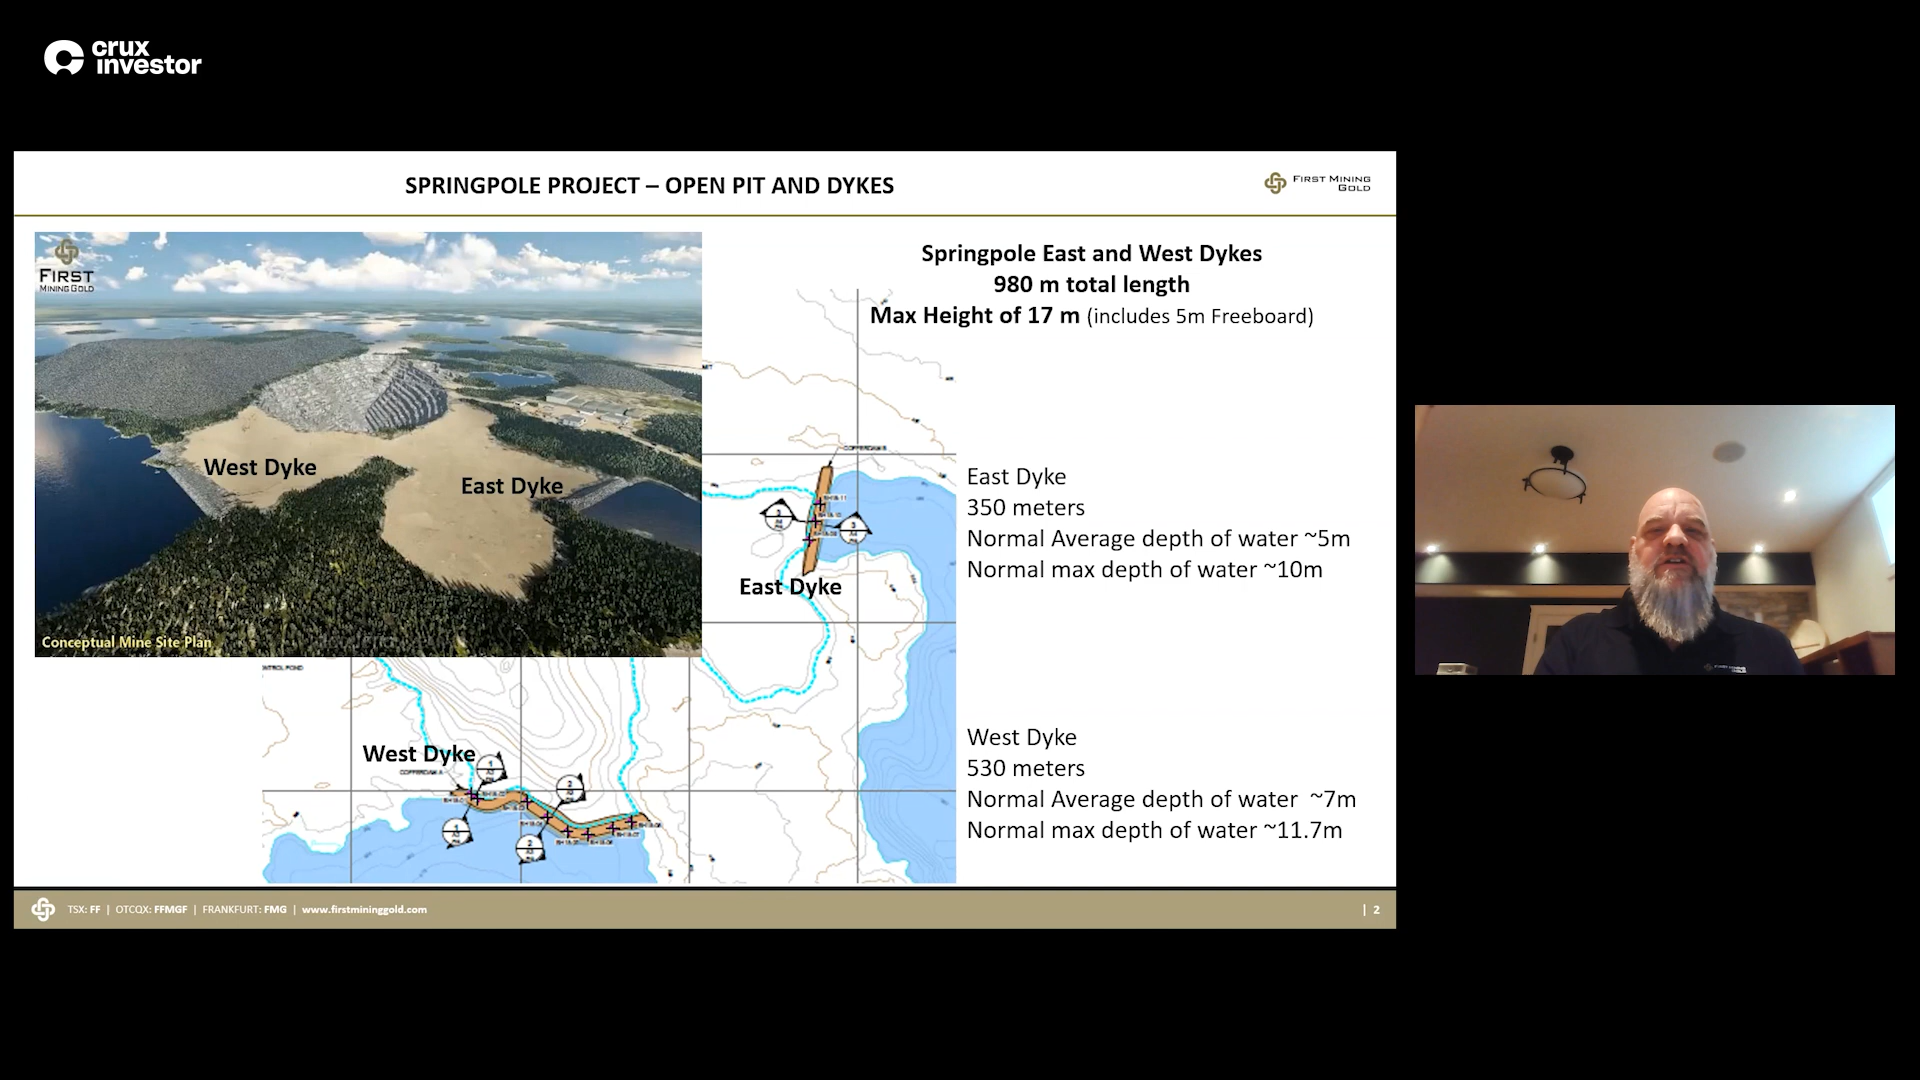 crux
investor
SPRINGPOLE PROJECT – OPEN PIT AND DYKES
FIRST MINING
GOLD
FIRST
MINING GOLD
West Dyke
East Dyke
Conceptual Mine Site Plan
Springpole East and West Dykes
980 m total length
Max Height of 17 m (includes 5m Freeboard)
East Dyke
350 meters
Normal Average depth of water ~5m
Normal max depth of water ~10m
East Dyke
West Dyke
West Dyke
530 meters
Normal Average depth of water ~7m
Normal max depth of water ~11.7m
TSX: FF | OTCQX: FFMGF | FRANKFURT: FMG | www.firstmininggold.com
| 2
FIRST MINING
GOLD